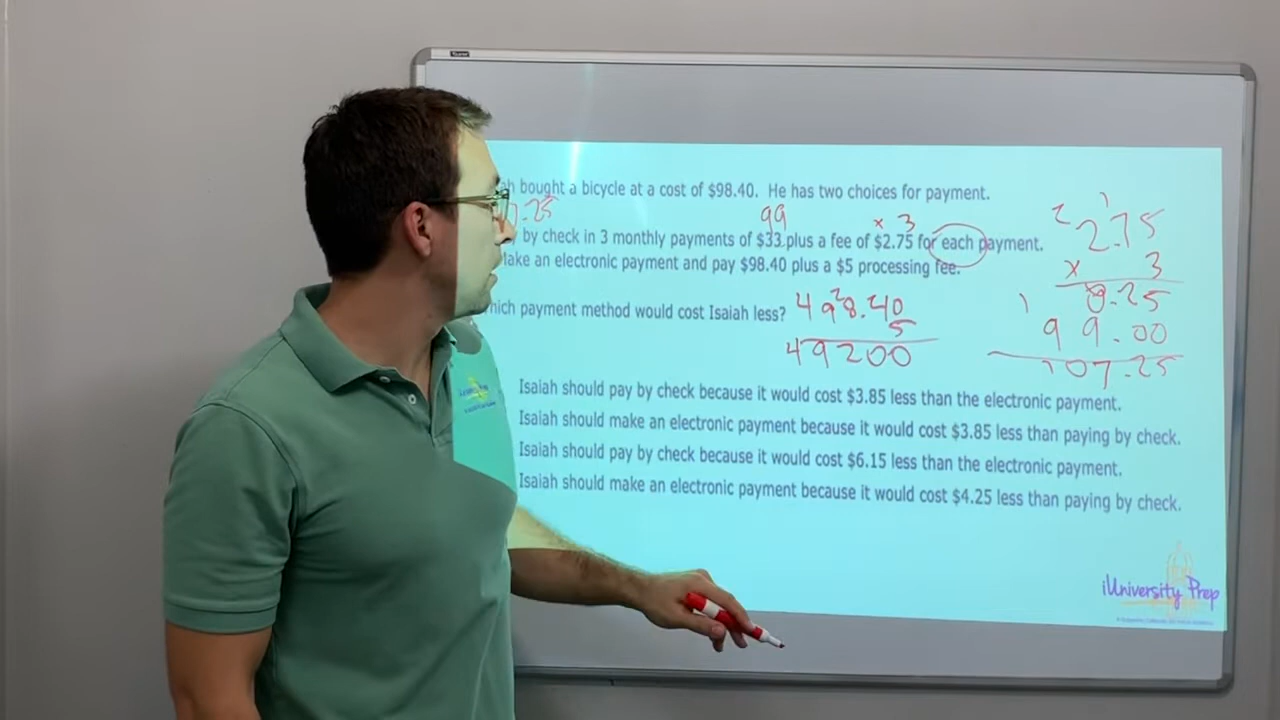 bought a bicycle at a cost of $98.40. He has two choices for payment.
.25
99
x 3
by check in 3 monthly payments of $33 plus a fee of $2.75 for each payment.
ake an electronic payment and pay $98.40 plus a $5 processing fee.
hich payment method would cost Isaiah less?
498.40
5
49200
2.75
x 3
8.25
99.00
107.25
Isaiah should pay by check because it would cost $3.85 less than the electronic payment.
Isaiah should make an electronic payment because it would cost $3.85 less than paying by check.
Isaiah should pay by check because it would cost $6.15 less than the electronic payment.
Isaiah should make an electronic payment because it would cost $4.25 less than paying by check.
iUniversity Prep